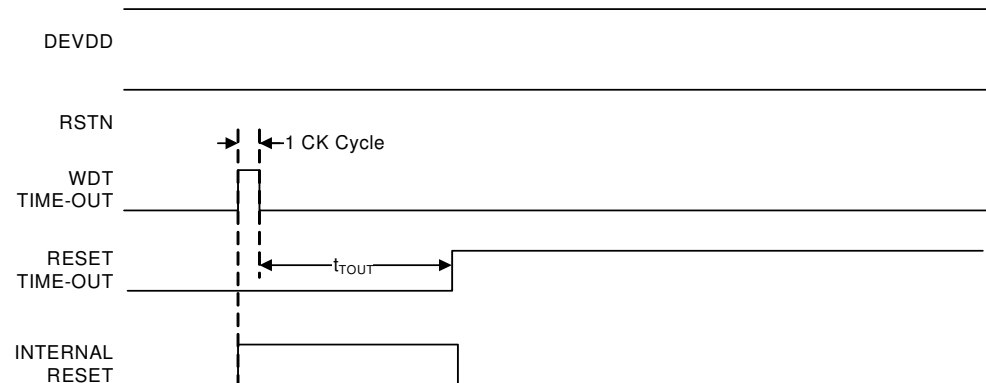 DEVDD
RSTN
1 CK Cycle
WDT
TIME-OUT
RESET
TIME-OUT
tTOUT
INTERNAL
RESET